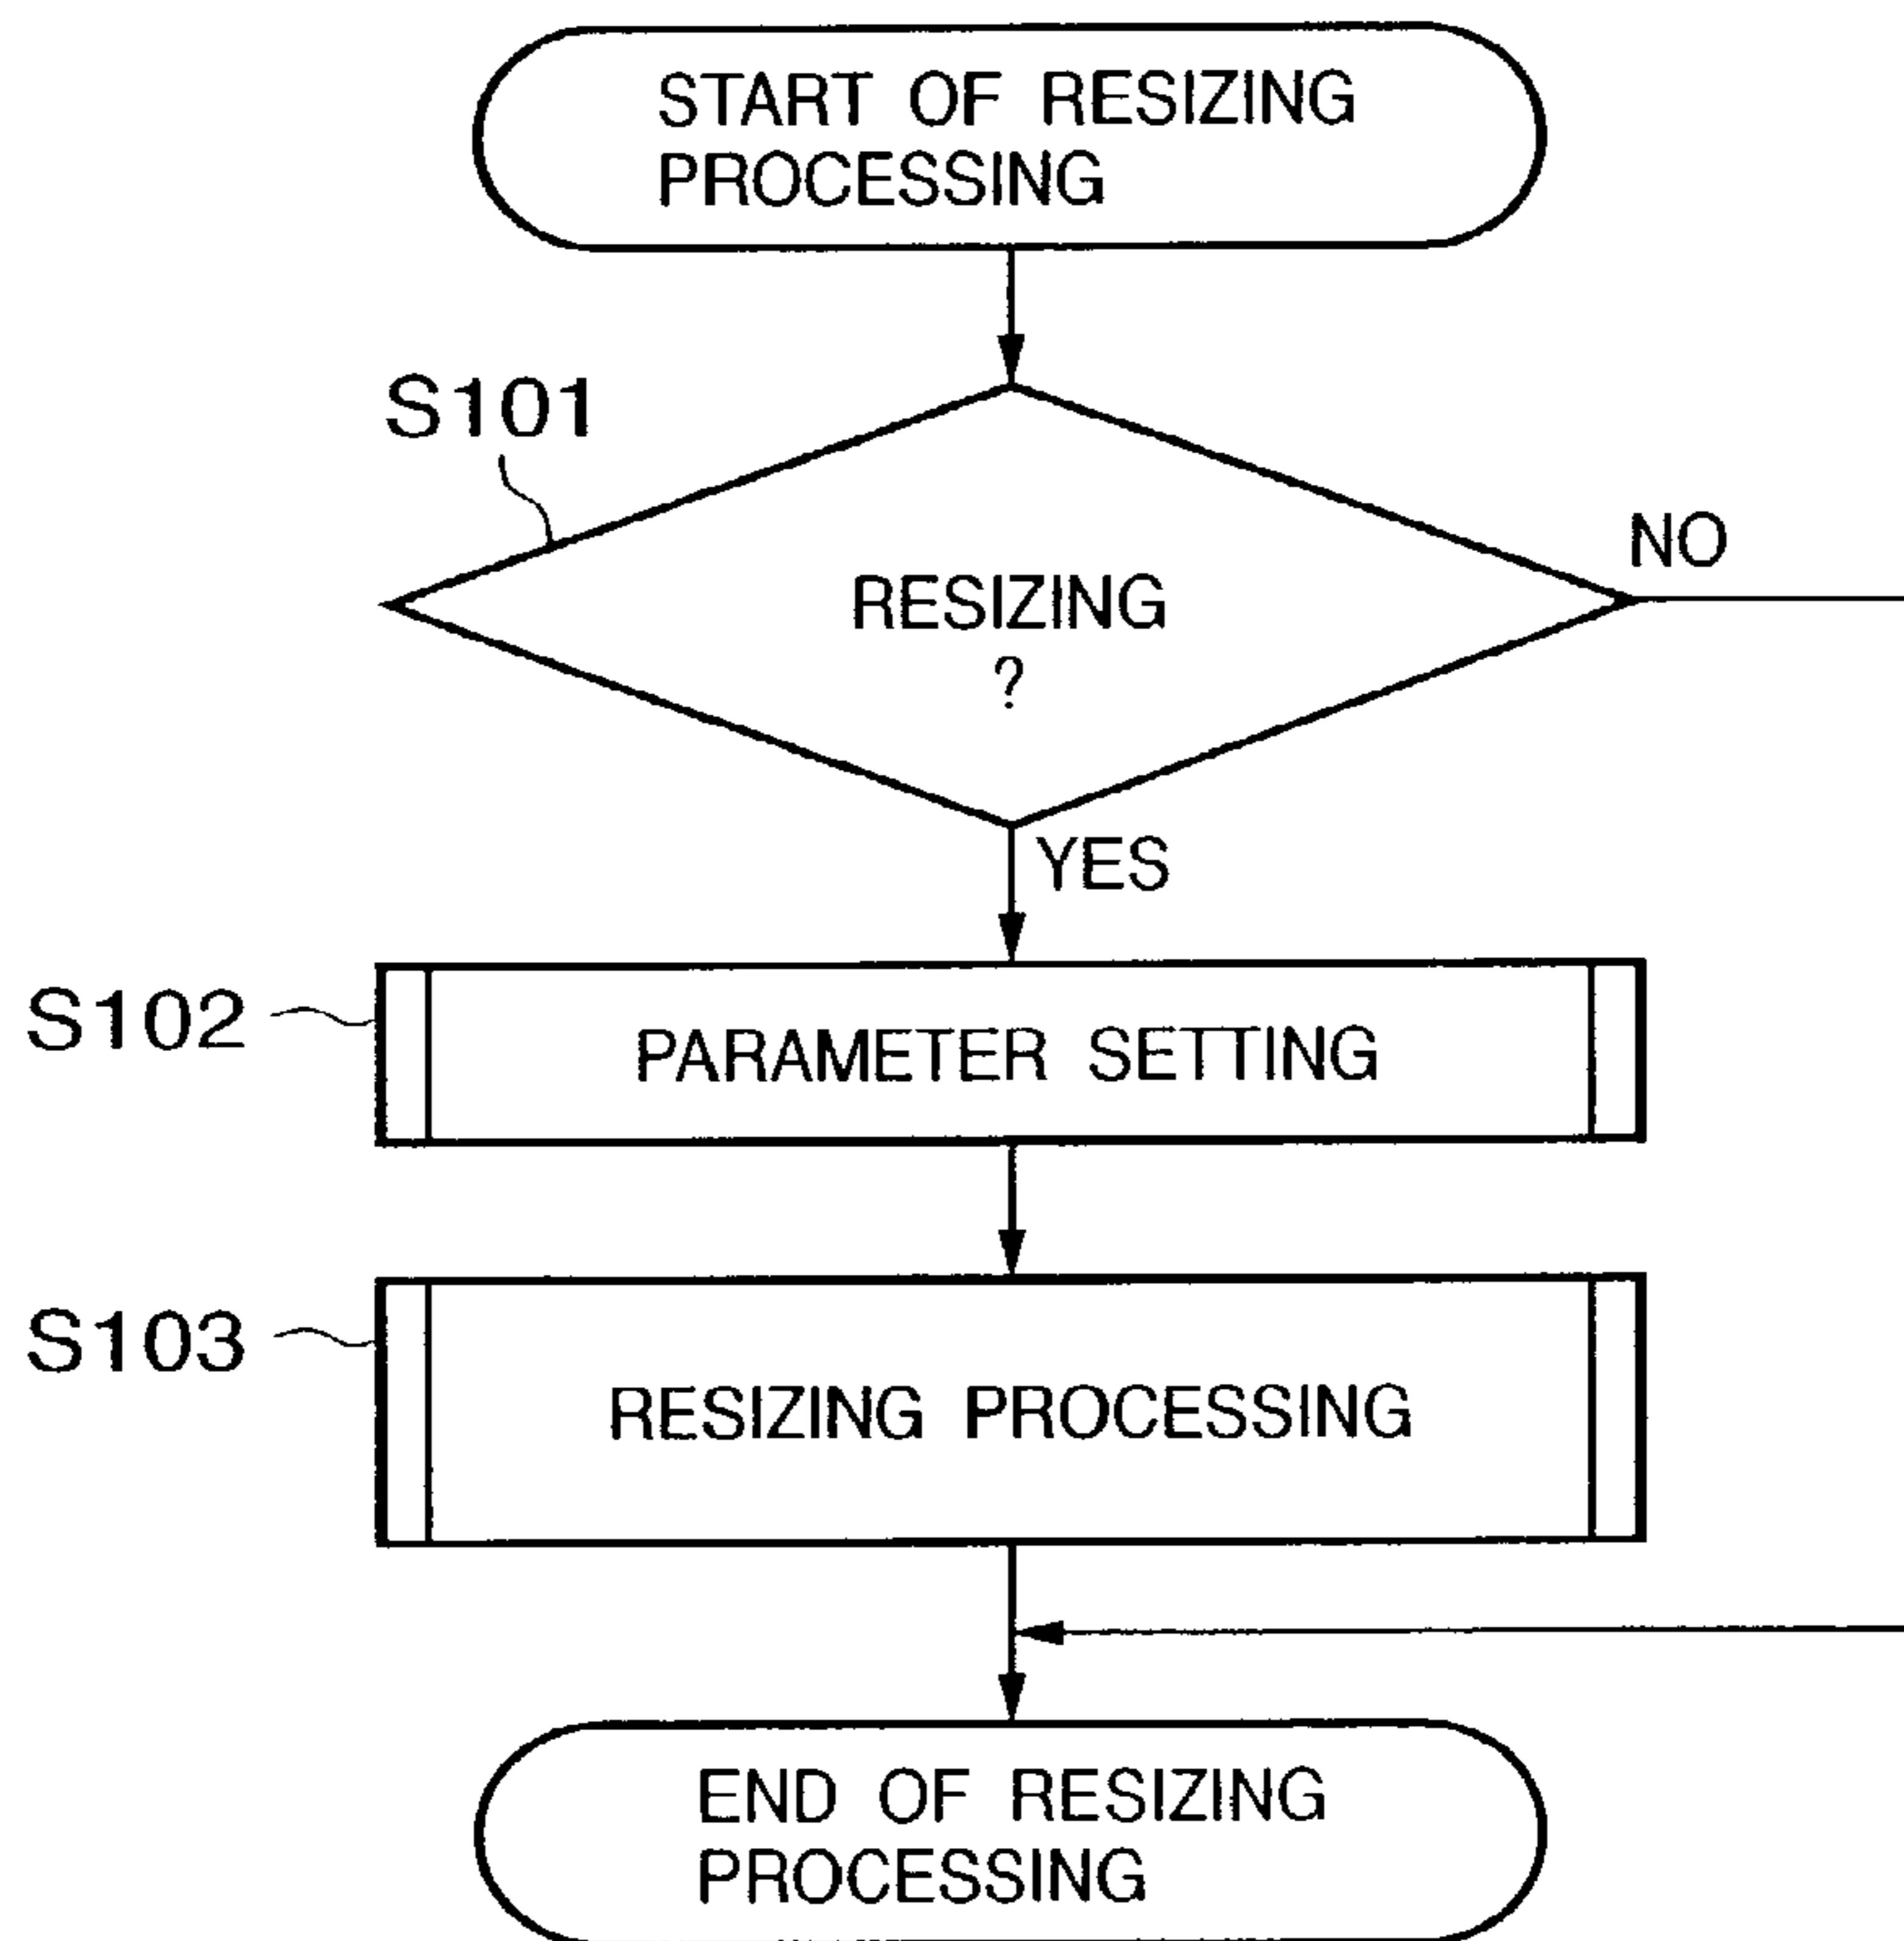 START OF RESIZING
PROCESSING
S101
NO
RESIZING
?
YES
S102
PARAMETER SETTING
S103
RESIZING PROCESSING
END OF RESIZING
PROCESSING